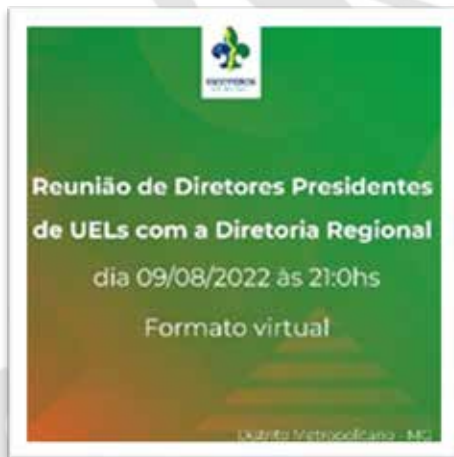 ESCOTEIROS
Reunião de Diretores Presidentes
de UELs com a Diretoria Regional
dia 09/08/2022 às 21:0hs
Formato virtual
Distrito Metropolitano - MG